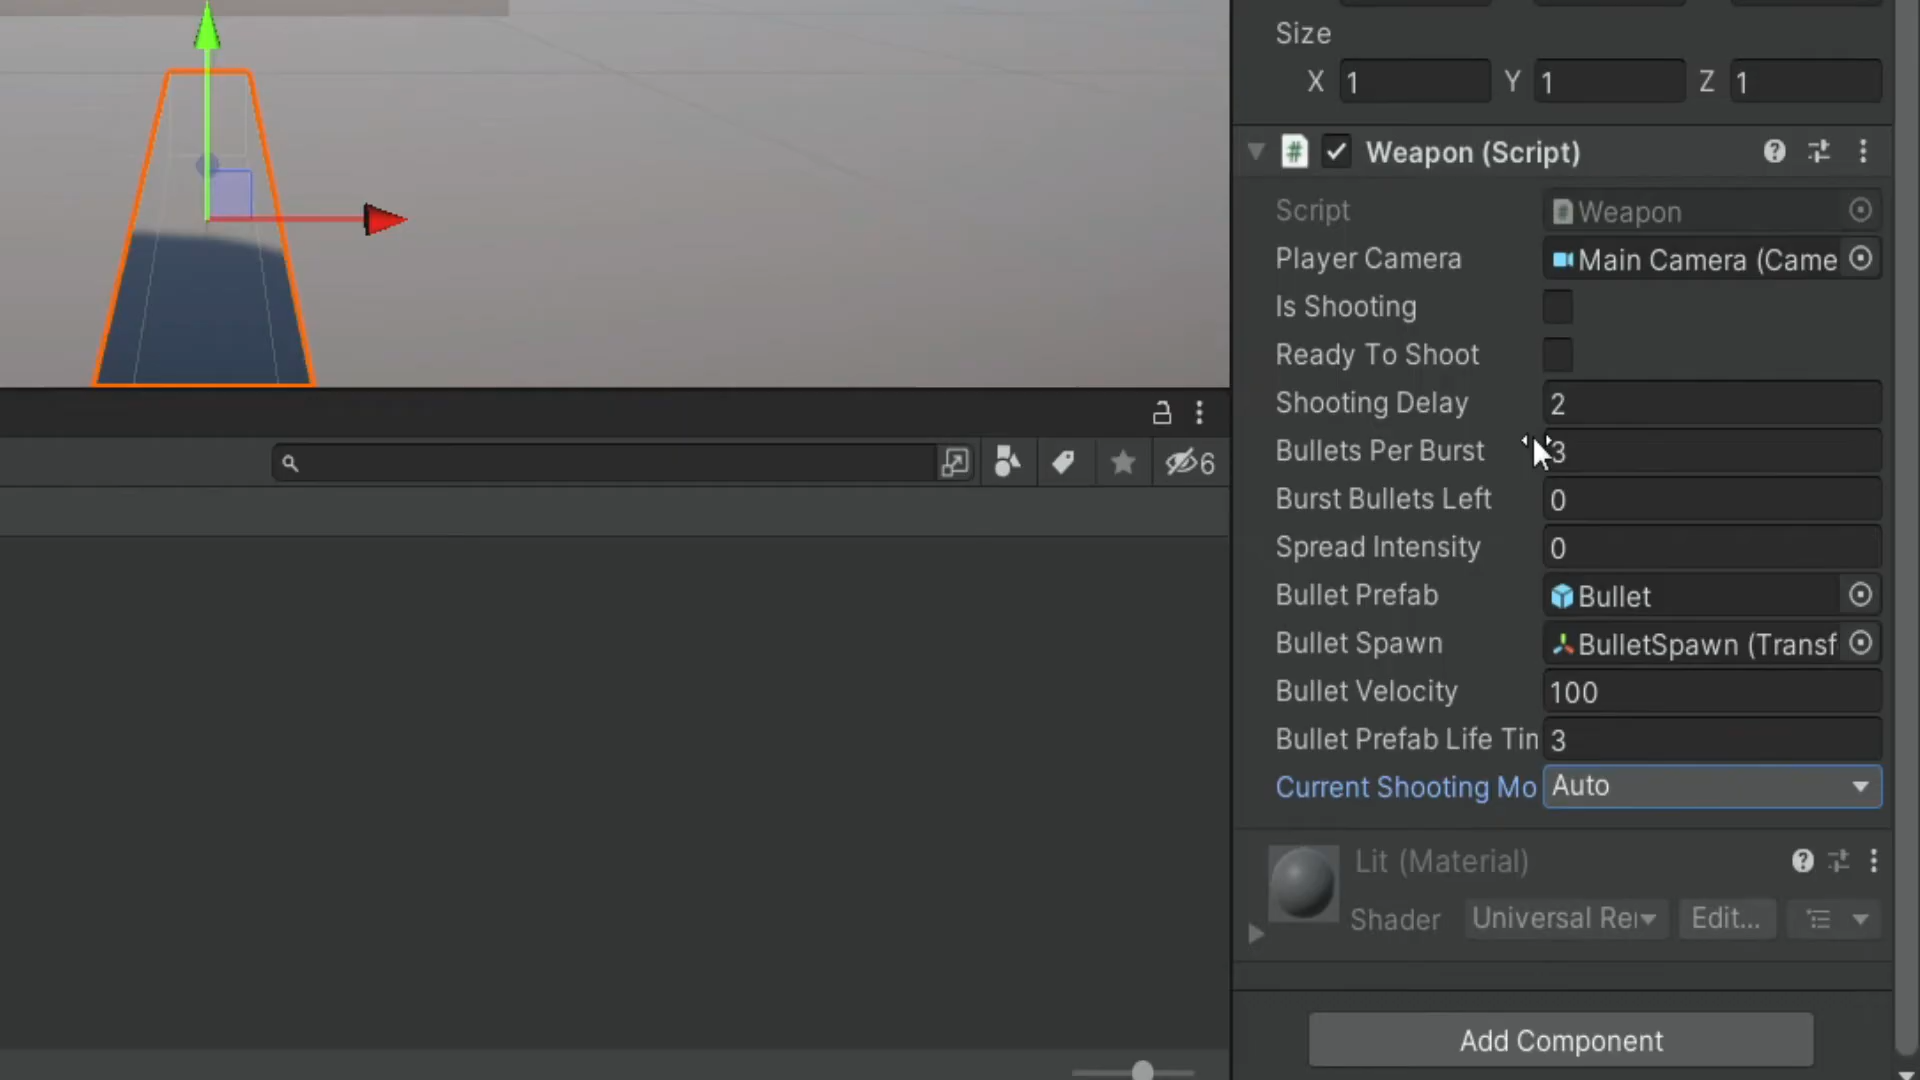 Size
X 1 Y 1 Z 1
Weapon (Script)
Script Weapon
Player Camera Main Camera (Came
Is Shooting
Ready To Shoot
Shooting Delay 2
Bullets Per Burst 3
Burst Bullets Left 0
Spread Intensity 0
Bullet Prefab Bullet
Bullet Spawn BulletSpawn (Transf
Bullet Velocity 100
Bullet Prefab Life Tin 3
Current Shooting Mo Auto
6
Lit (Material)
Shader Universal Rei Edit...
Add Component